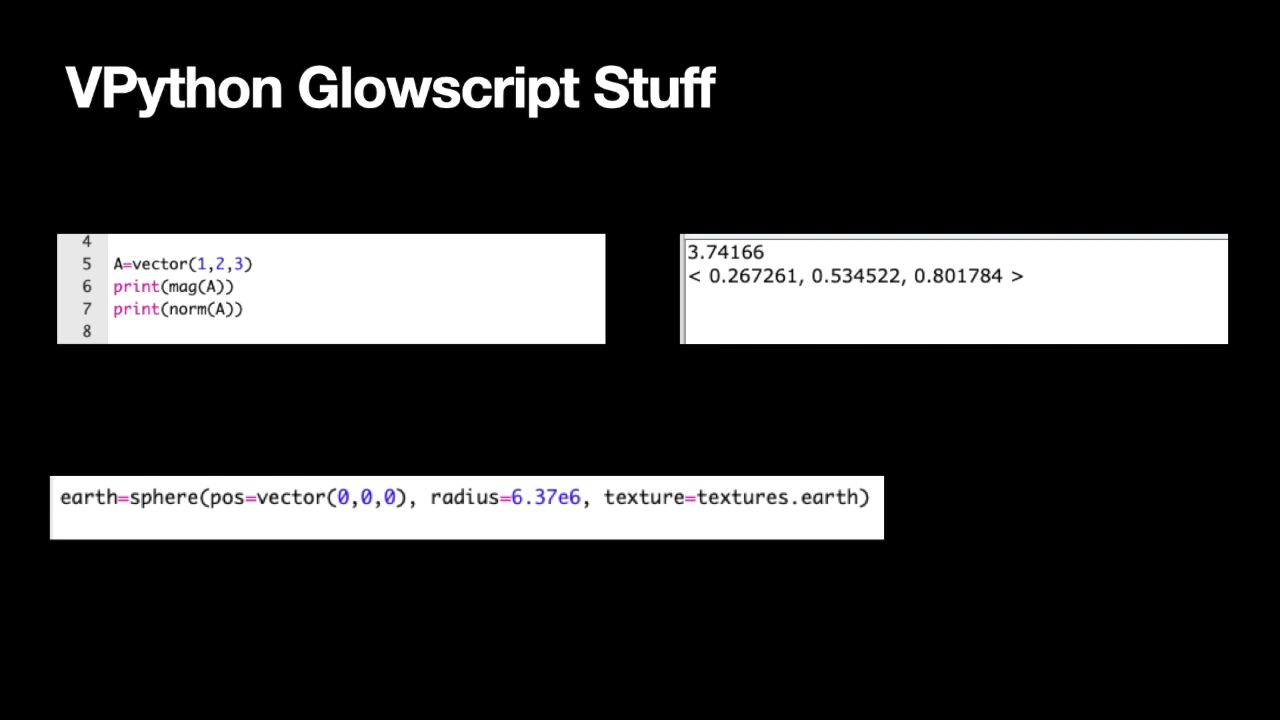 VPython Glowscript Stuff
4
5 A=vector(1,2,3)
6 print(mag(A))
7 print(norm(A))
8
3.74166
< 0.267261, 0.534522, 0.801784 >
earth=sphere(pos=vector(0,0,0), radius=6.37e6, texture=textures.earth)